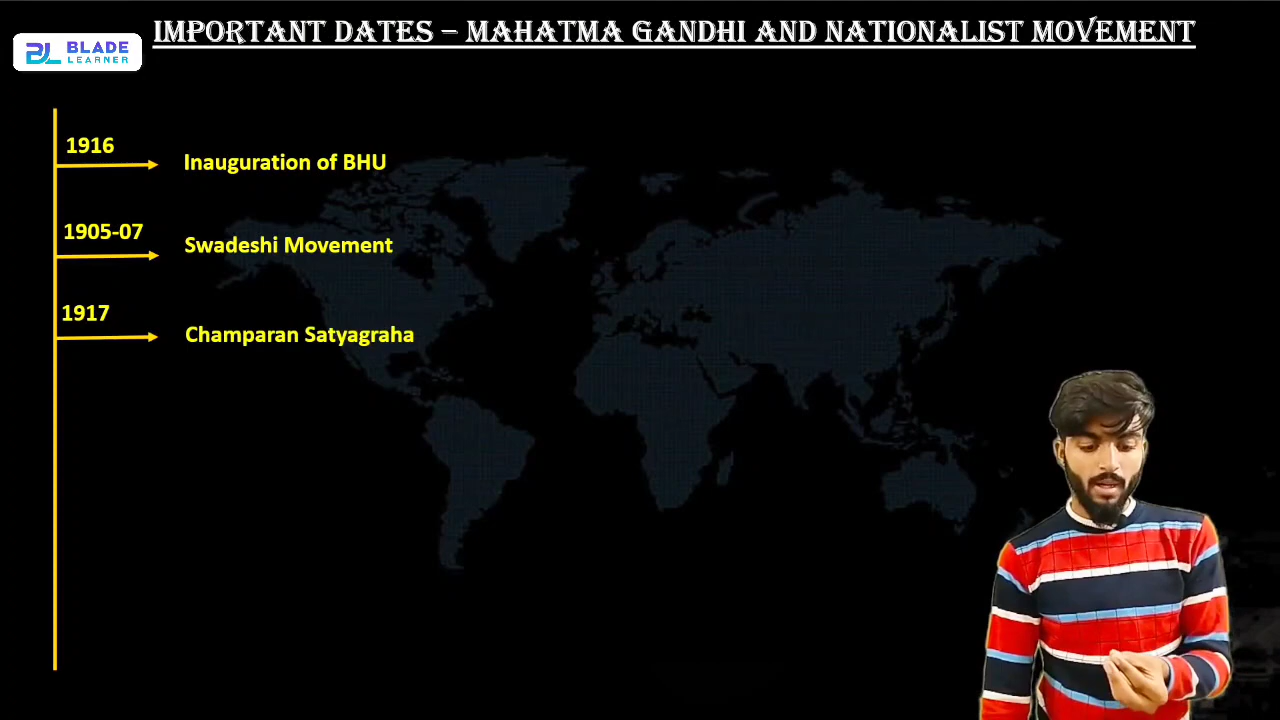 IMPORTANT DATES – MAHATMA GANDHI AND NATIONALIST MOVEMENT
BLADE
LEARNER
1916
Inauguration of BHU
1905-07
Swadeshi Movement
1917
Champaran Satyagraha